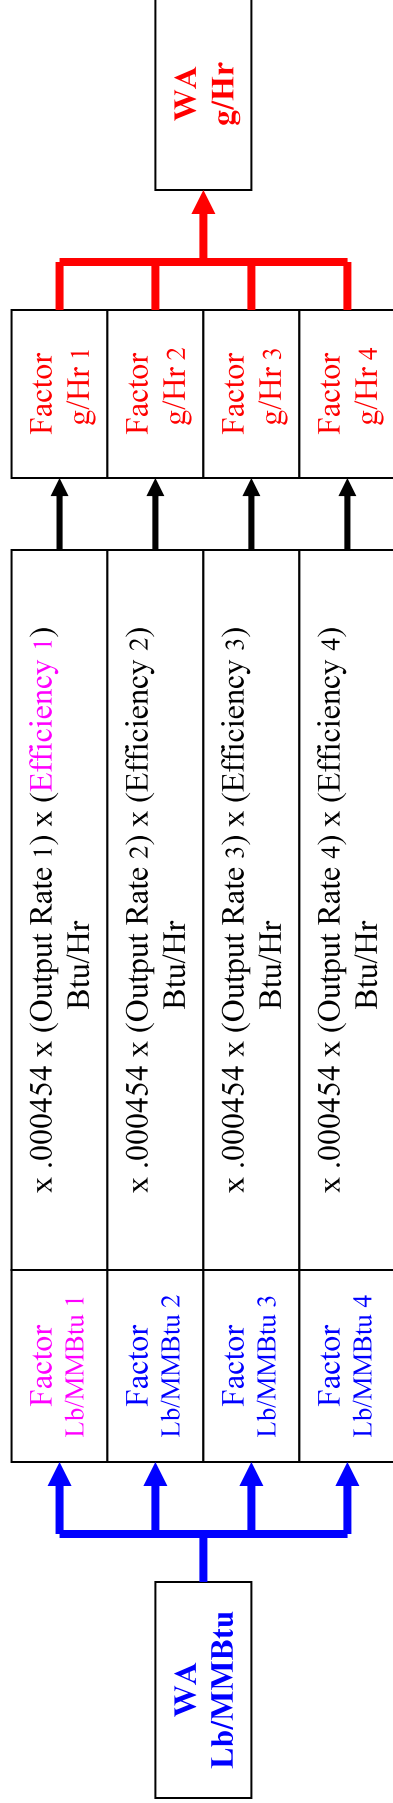 WA
Lb/MMBtu
Factor
Lb/MMBtu 1
x .000454 x (Output Rate 1) x (Efficiency 1)
Btu/Hr
Factor
g/Hr 1
Factor
Lb/MMBtu 2
x .000454 x (Output Rate 2) x (Efficiency 2)
Btu/Hr
Factor
g/Hr 2
Factor
Lb/MMBtu 3
x .000454 x (Output Rate 3) x (Efficiency 3)
Btu/Hr
Factor
g/Hr 3
Factor
Lb/MMBtu 4
x .000454 x (Output Rate 4) x (Efficiency 4)
Btu/Hr
Factor
g/Hr 4
WA
g/Hr